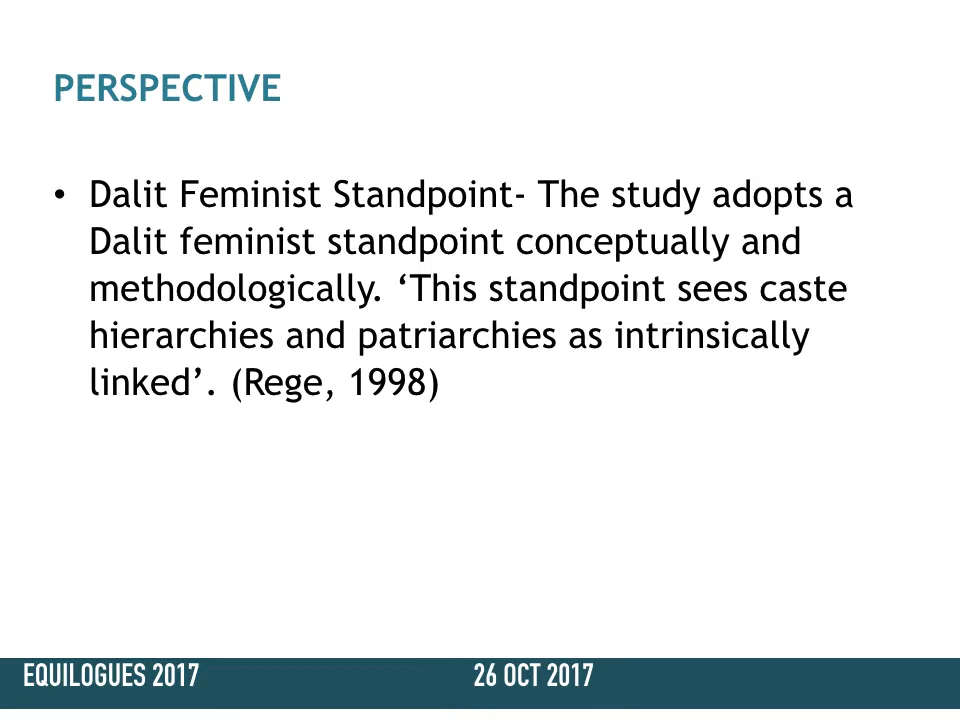 PERSPECTIVE
• Dalit Feminist Standpoint- The study adopts a
Dalit feminist standpoint conceptually and
methodologically. ‘This standpoint sees caste
hierarchies and patriarchies as intrinsically
linked’. (Rege, 1998)
EQUILOGUES 2017
26 OCT 2017